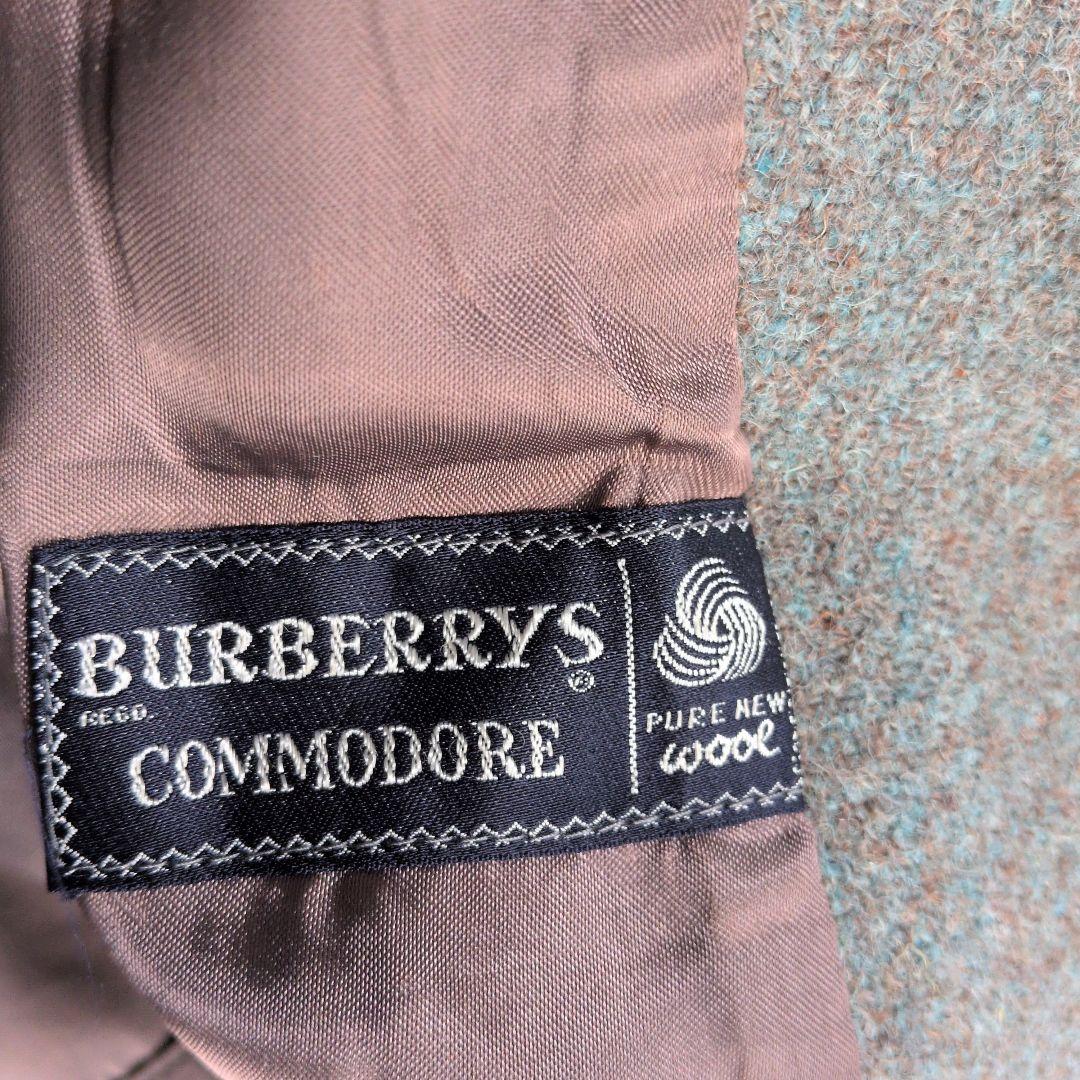 BURBERRYS ®
REGD.
COMMODORE
PURE NEW
wool